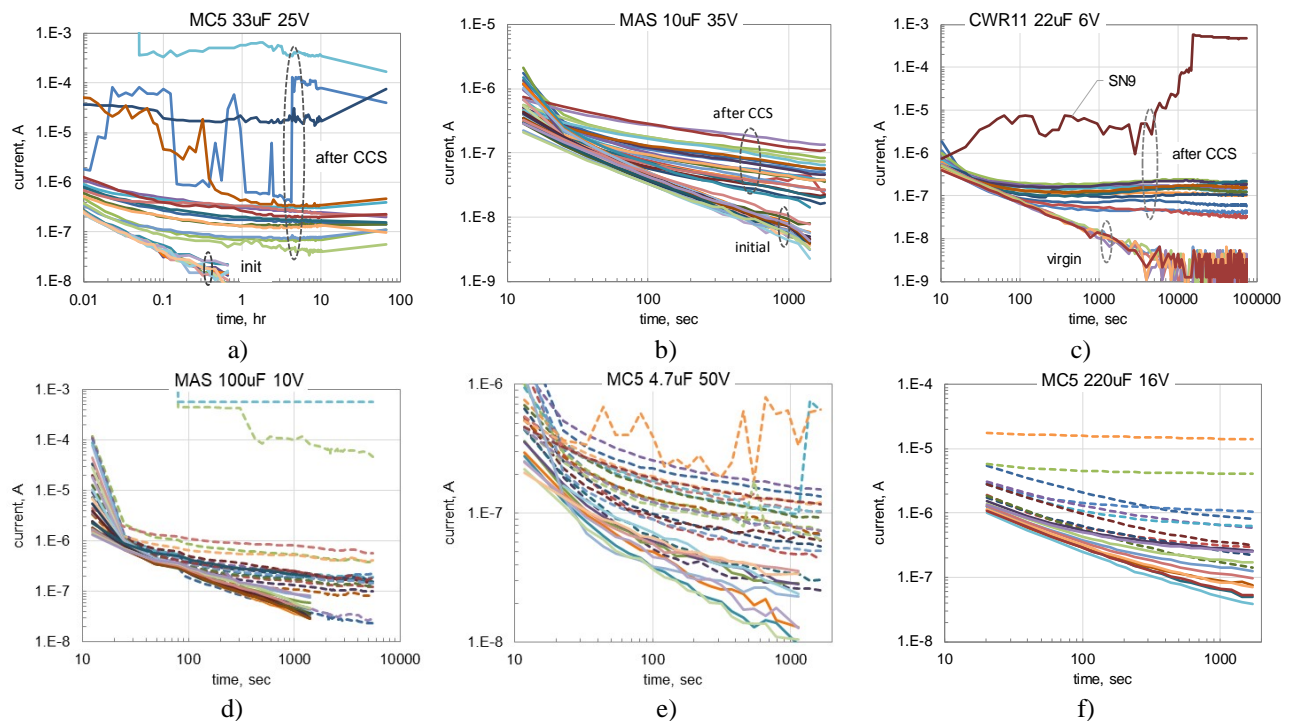 MC5 33uF 25V
1.E-3
1.E-4
1.E-5
1.E-6
1.E-7
1.E-8
current, A
after CCS
init
0.01
0.1
1
10
100
time, hr
a)
MAS 10uF 35V
1.E-5
1.E-6
1.E-7
1.E-8
1.E-9
current, A
after CCS
initial
10
100
1000
time, sec
b)
CWR11 22uF 6V
1.E-3
1.E-4
1.E-5
1.E-6
1.E-7
1.E-8
1.E-9
current, A
SN9
after CCS
virgin
10
100
1000
10000
100000
time, sec
c)
MAS 100uF 10V
1.E-3
1.E-4
1.E-5
1.E-6
1.E-7
1.E-8
current, A
10
100
1000
10000
time, sec
d)
MC5 4.7uF 50V
1.E-6
1.E-7
1.E-8
current, A
10
100
1000
time, sec
e)
MC5 220uF 16V
1.E-4
1.E-5
1.E-6
1.E-7
1.E-8
current, A
10
100
1000
time, sec
f)